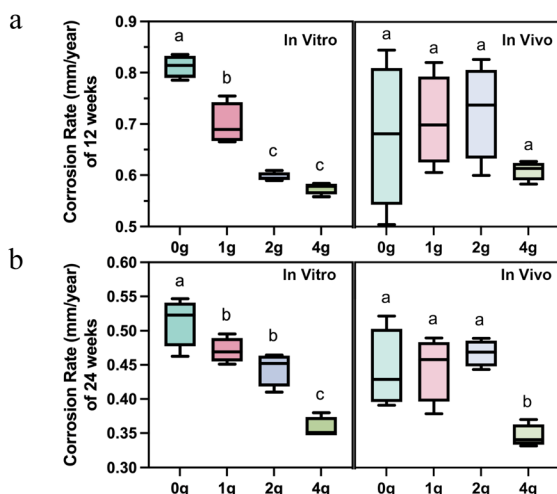 a
Corrosion Rate (mm/year)
of 12 weeks
0.9
0.8
0.7
0.6
0.5
In Vitro
a
b
c
c
0g
1g
2g
4g
In Vivo
a
a
a
a
0g
1g
2g
4g
b
Corrosion Rate (mm/year)
of 24 weeks
0.60
0.55
0.50
0.45
0.40
0.35
0.30
In Vitro
a
b
b
c
0g
1g
2g
4g
In Vivo
a
a
a
b
0g
1g
2g
4g